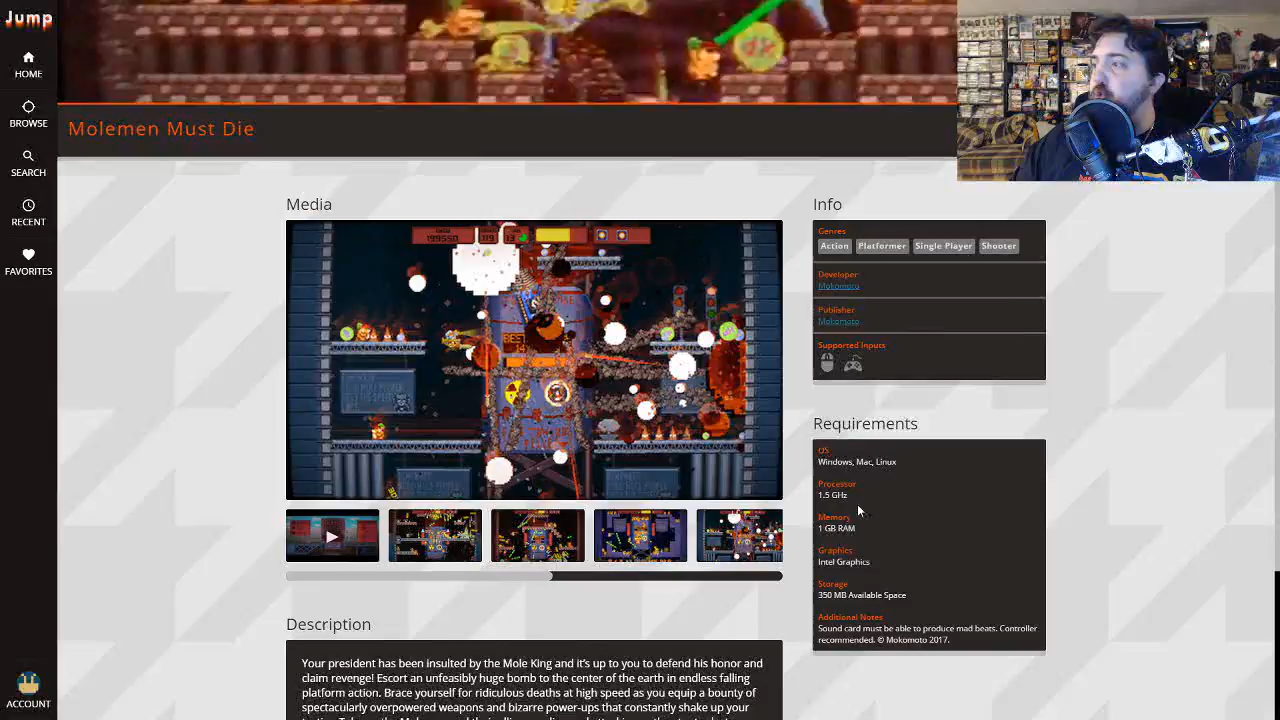 Jump
HOME
BROWSE
SEARCH
RECENT
FAVORITES
ACCOUNT
Molemen Must Die
Media
199550
Description
Your president has been insulted by the Mole King and it's up to you to defend his honor and
claim revenge! Escort an unfeasibly huge bomb to the center of the earth in endless falling
platform action. Brace yourself for ridiculous deaths at high speed as you equip a bounty of
spectacularly overpowered weapons and bizarre power-ups that constantly shake up your
Info
Genres
Action Platformer Single Player Shooter
Developer
Mokomoto
Publisher
Mokomoto
Supported Inputs
Requirements
OS
Windows, Mac, Linux
Processor
1.5 GHz
Memory
1 GB RAM
Graphics
Intel Graphics
Storage
350 MB Available Space
Additional Notes
Sound card must be able to produce mad beats. Controller
recommended. © Mokomoto 2017.